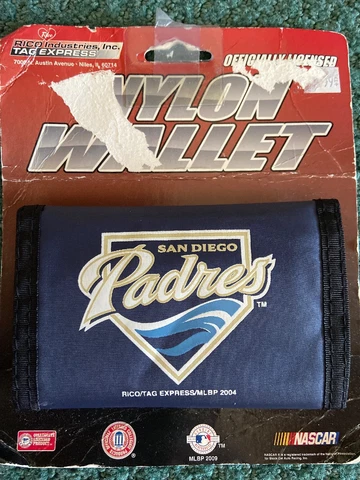 RICO Industries, Inc.
TAG EXPRESS
7000 N. Austin Avenue • Niles, IL 60714
OFFICIALLY LICENSED
NYLON
WALLET
SAN DIEGO
Padres
TM
RICO/TAG EXPRESS/MLBP 2004
MLBP 2009
NASCAR